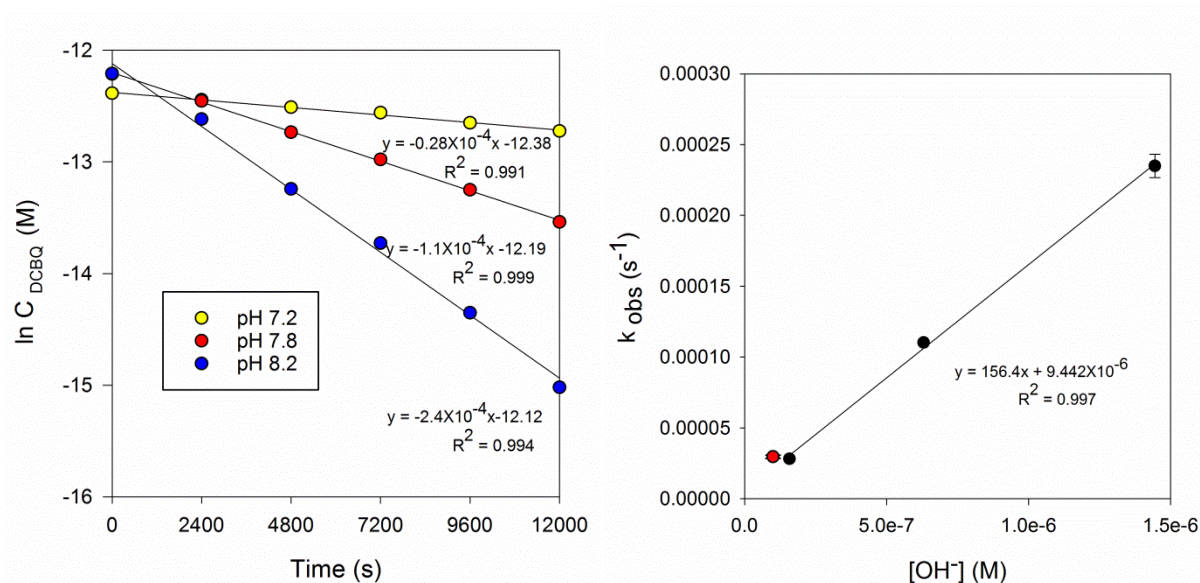 -12
-13
-14
-15
-16
ln C DCBQ (M)
y = -0.28X10-4x -12.38
R2 = 0.991
y = -1.1X10-4x -12.19
R2 = 0.999
pH 7.2
pH 7.8
pH 8.2
y = -2.4X10-4x-12.12
R2 = 0.994
0 2400 4800 7200 9600 12000
Time (s)
0.00030
0.00025
0.00020
0.00015
0.00010
0.00005
0.00000
k obs (s-1)
y = 156.4x + 9.442X10-6
R2 = 0.997
0.0 5.0e-7 1.0e-6 1.5e-6
[OH-] (M)